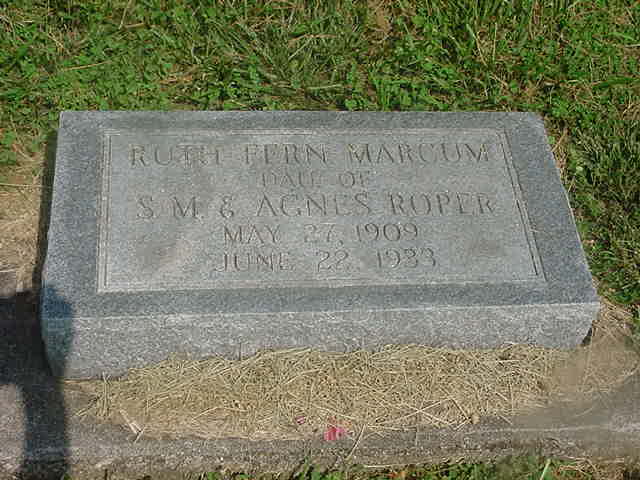 RUTH FERN MARCUM
DAU. OF
S. M. & AGNES ROPER
MAY 27, 1909
JUNE 22, 1933